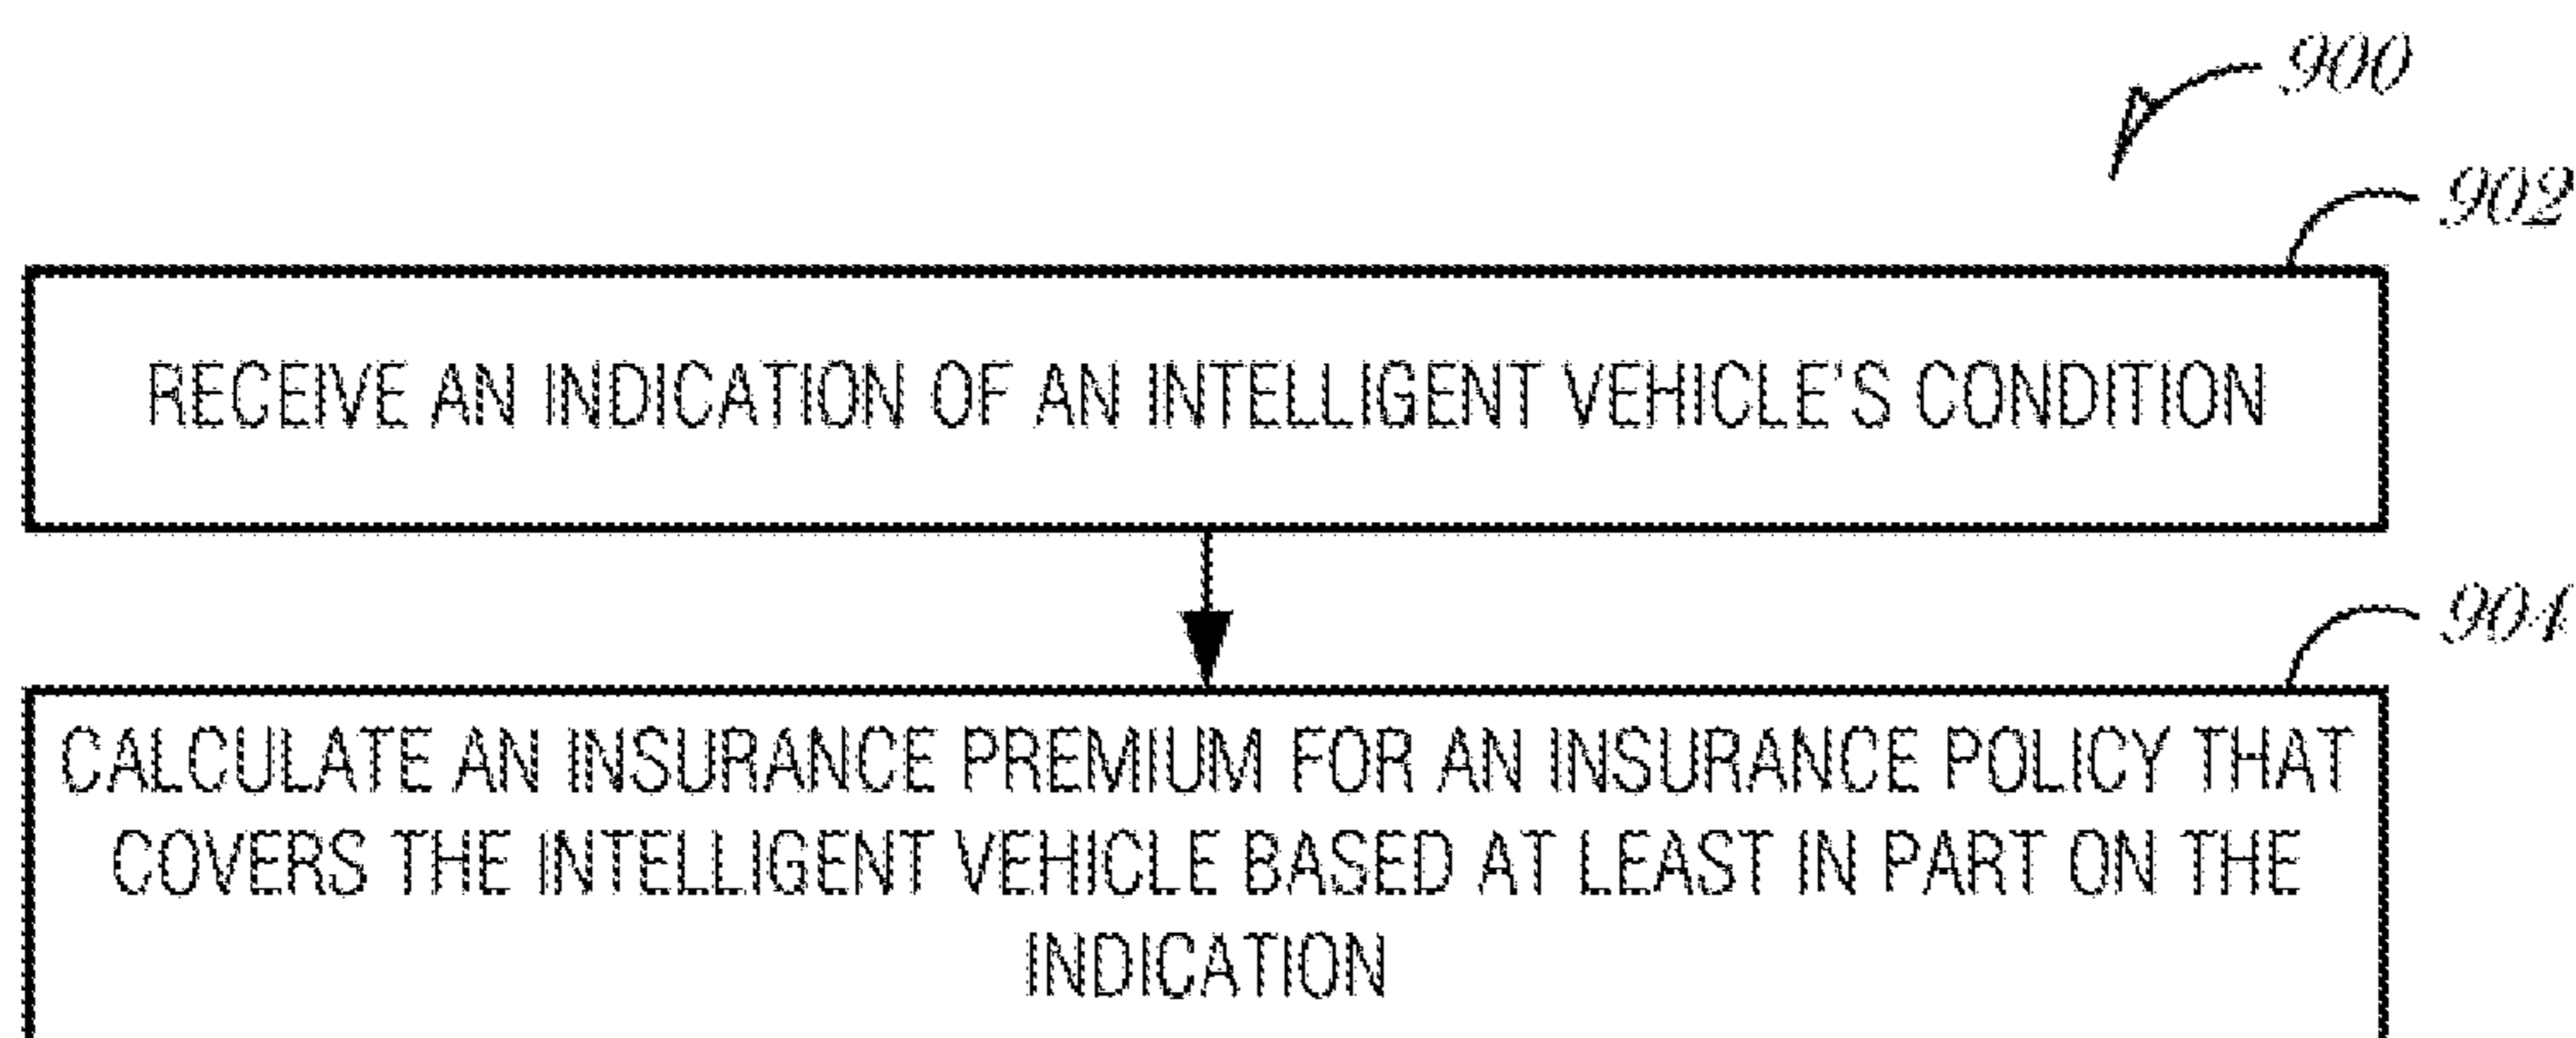 900
902
RECEIVE AN INDICATION OF AN INTELLIGENT VEHICLE'S CONDITION
904
CALCULATE AN INSURANCE PREMIUM FOR AN INSURANCE POLICY THAT
COVERS THE INTELLIGENT VEHICLE BASED AT LEAST IN PART ON THE
INDICATION